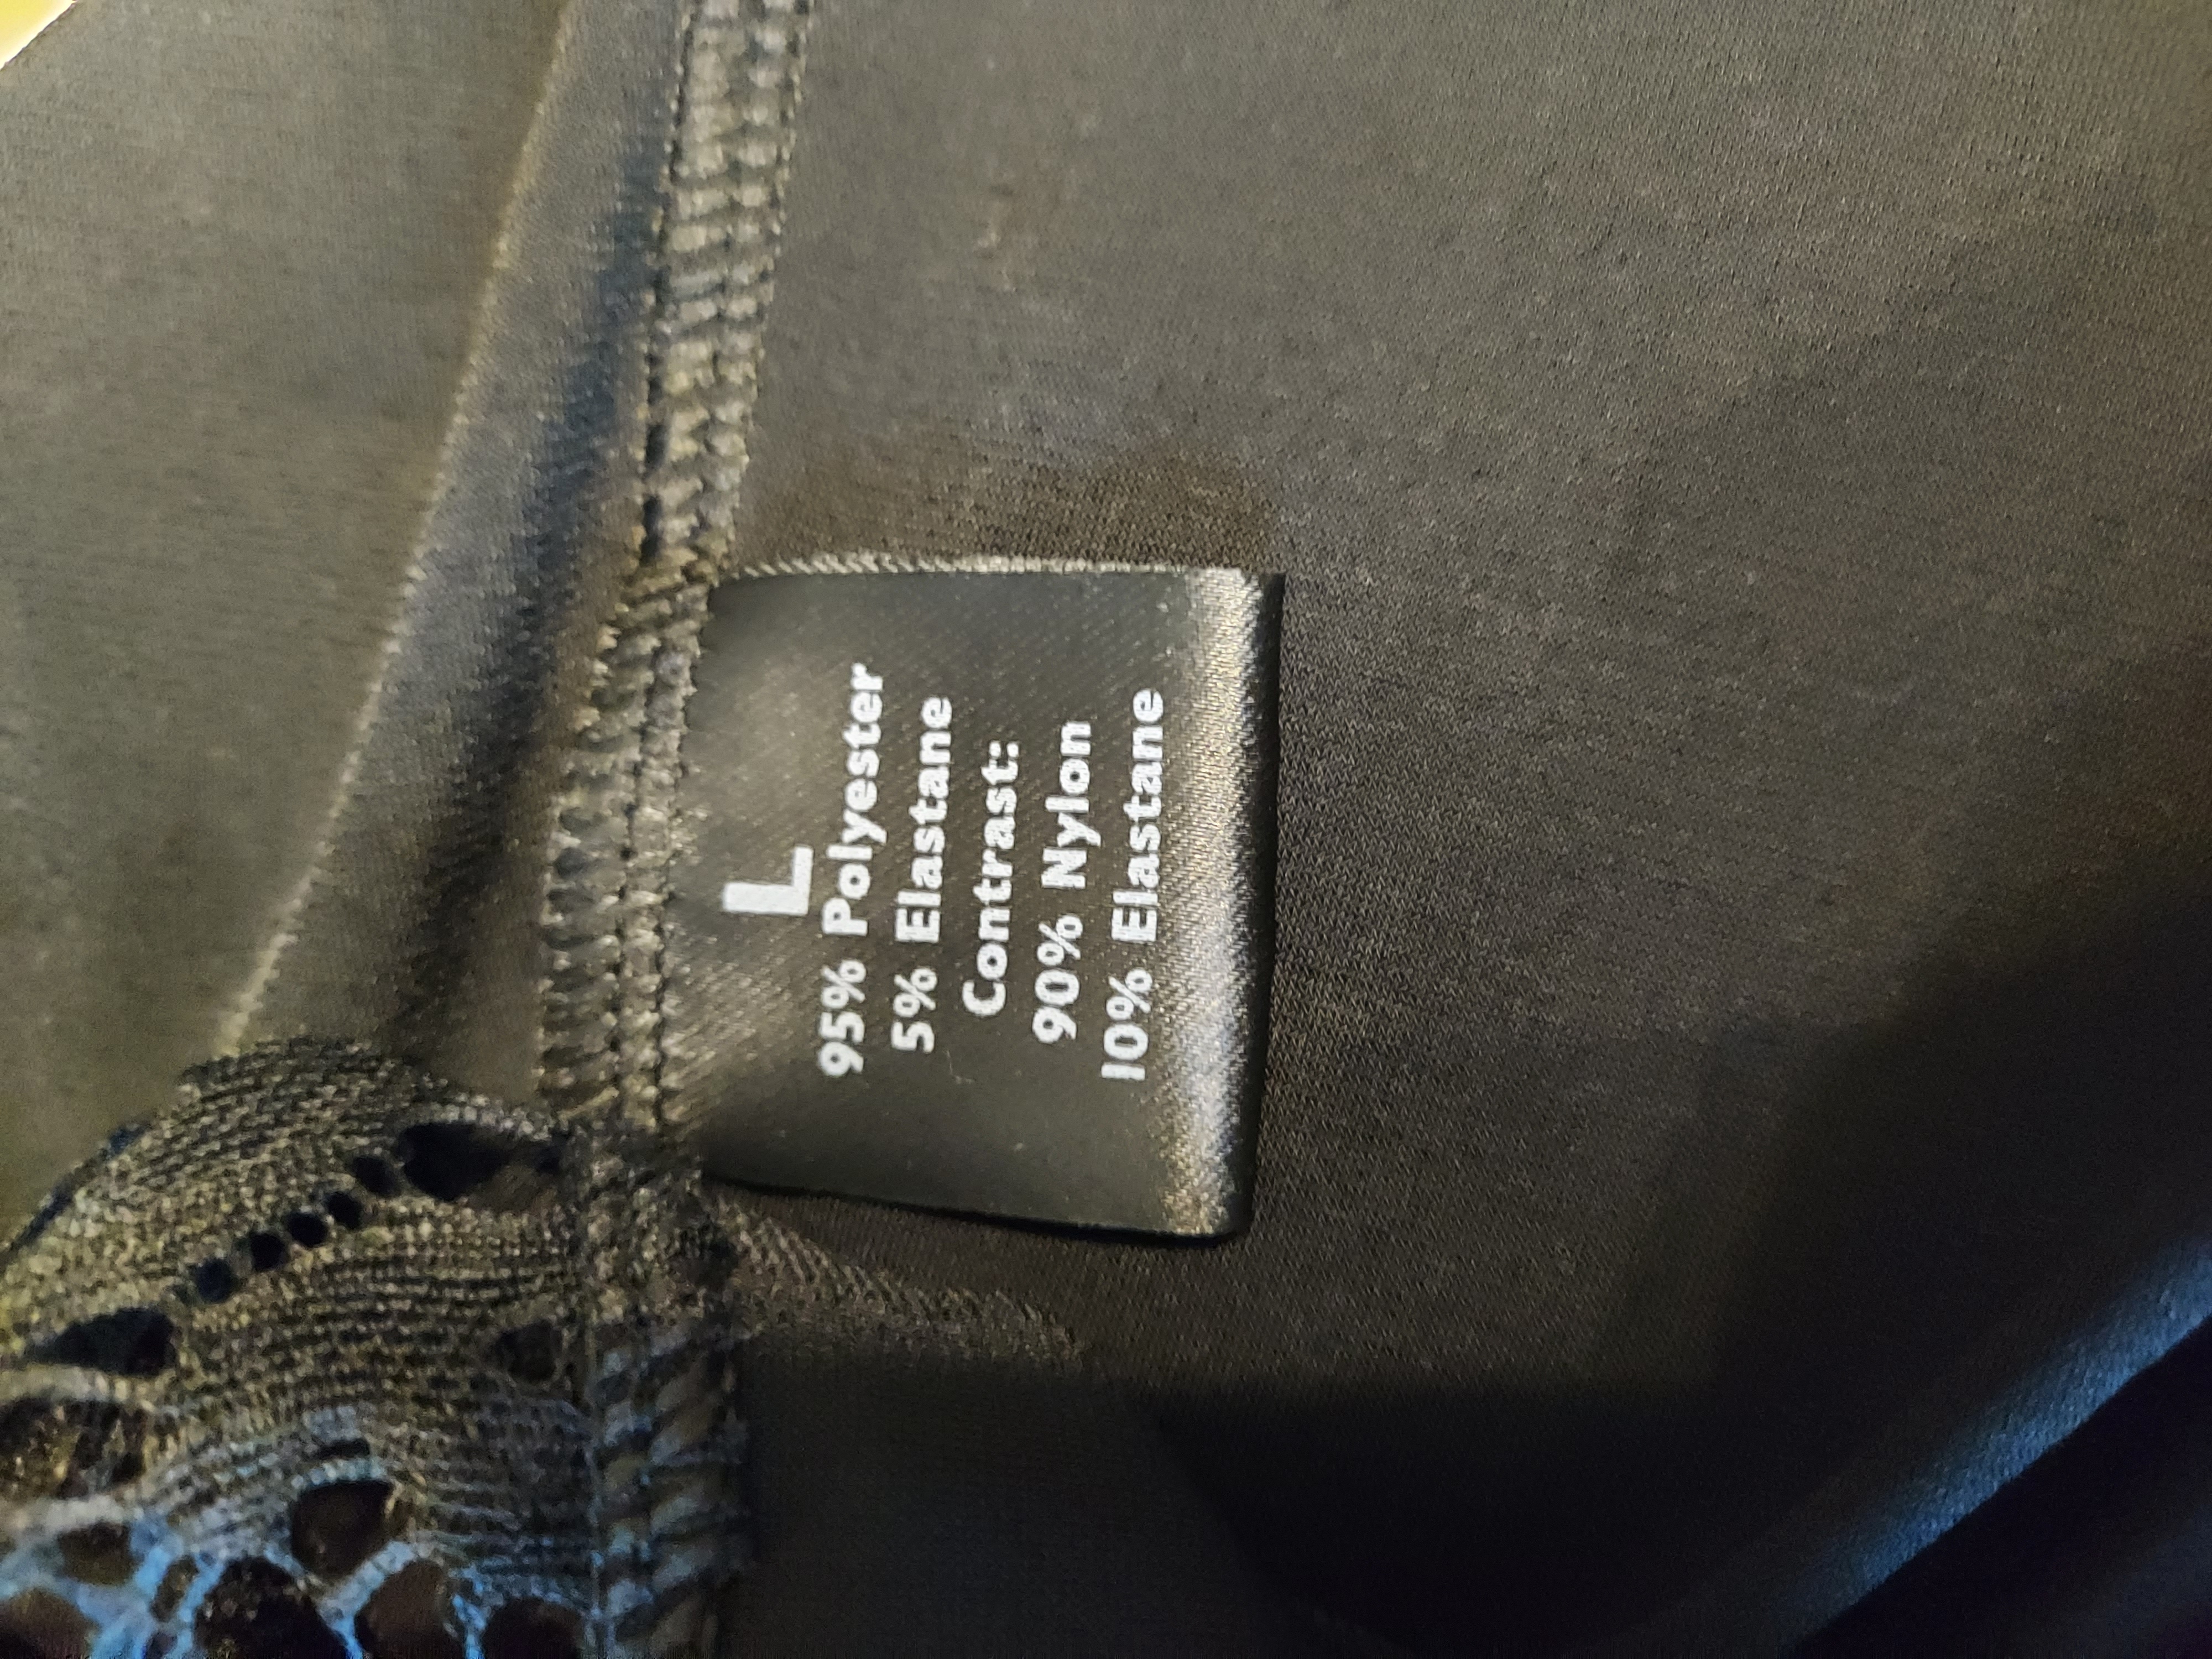 L
95% Polyester
5% Elastane
Contrast:
90% Nylon
10% Elastane